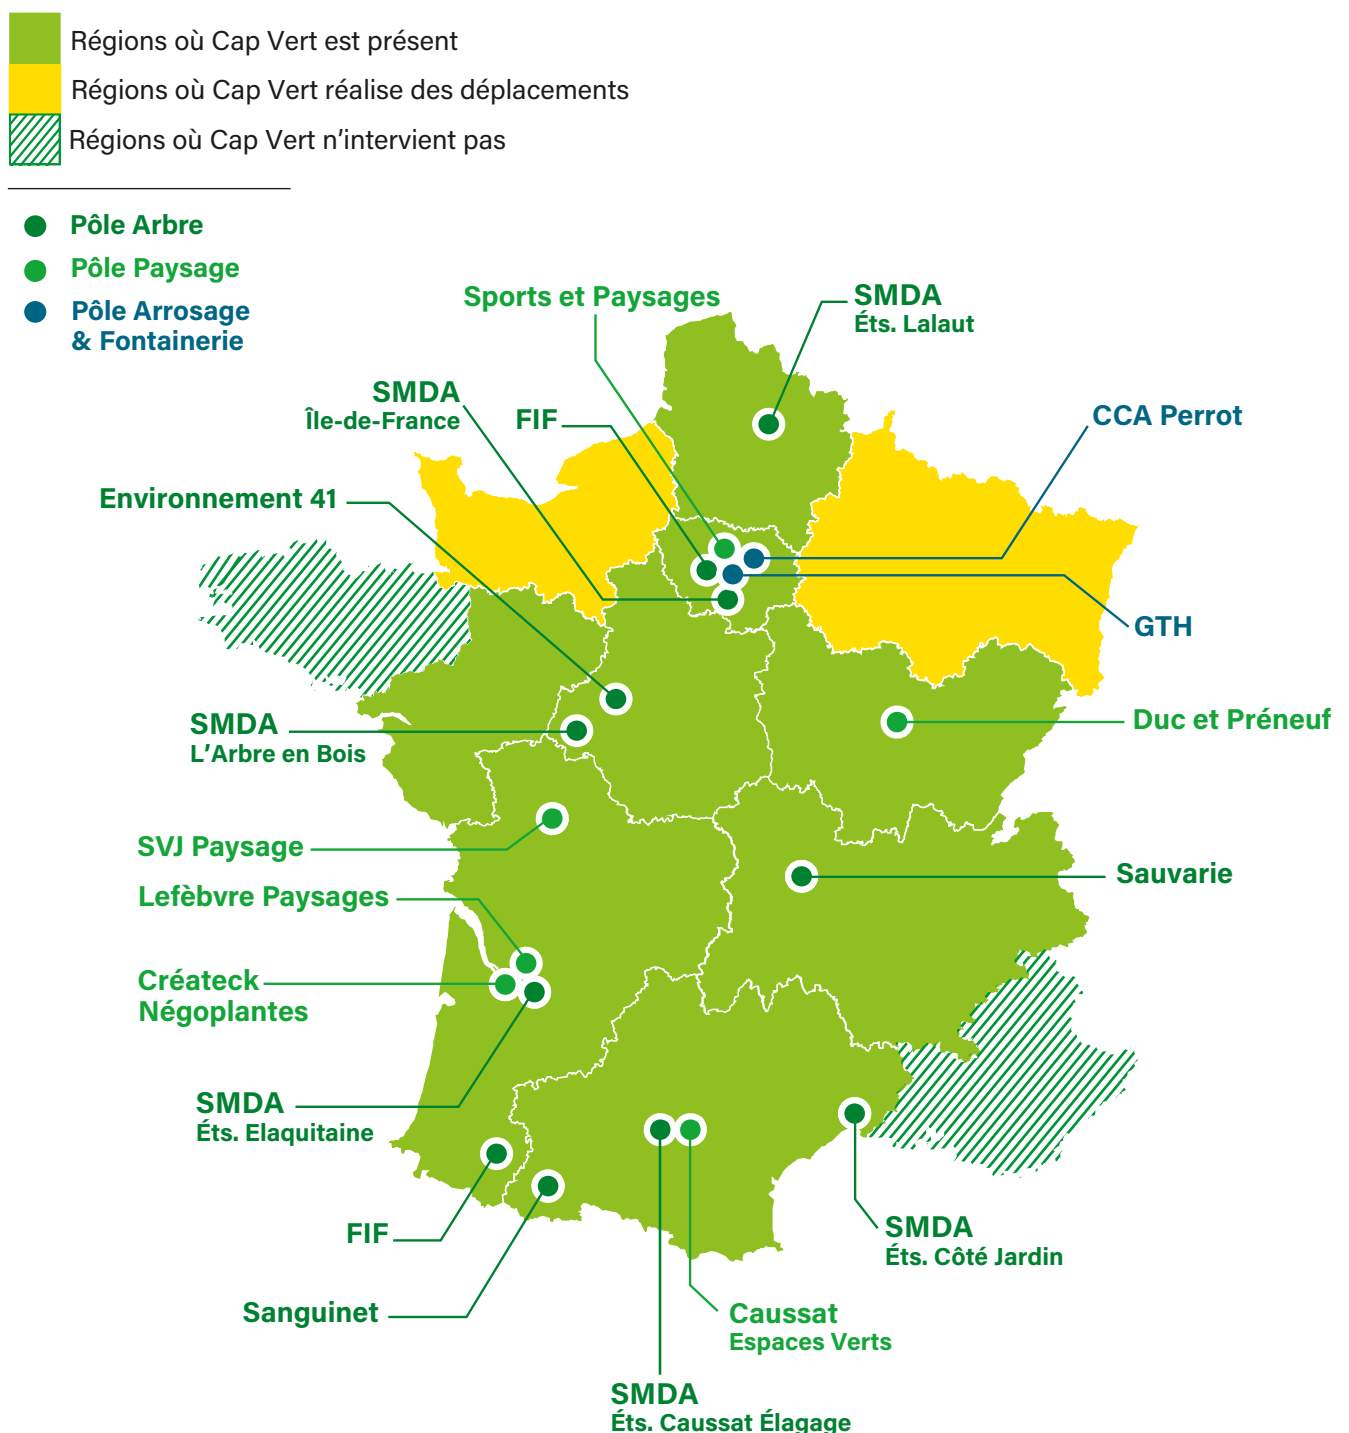 Régions où Cap Vert est présent
Régions où Cap Vert réalise des déplacements
Régions où Cap Vert n'intervient pas
Pôle Arbre
Pôle Paysage
Pôle Arrosage
& Fontainerie
Sports et Paysages
SMDA
Éts. Lalaut
SMDA
Île-de-France
FIF
CCA Perrot
Environnement 41
GTH
SMDA
L'Arbre en Bois
Duc et Préneuf
SVJ Paysage
Sauvarie
Lefèbvre Paysages
Créateck
Négoplantes
SMDA
Éts. Elaquitaine
FIF
SMDA
Éts. Côté Jardin
Sanguinet
Caussat
Espaces Verts
SMDA
Éts. Caussat Élagage